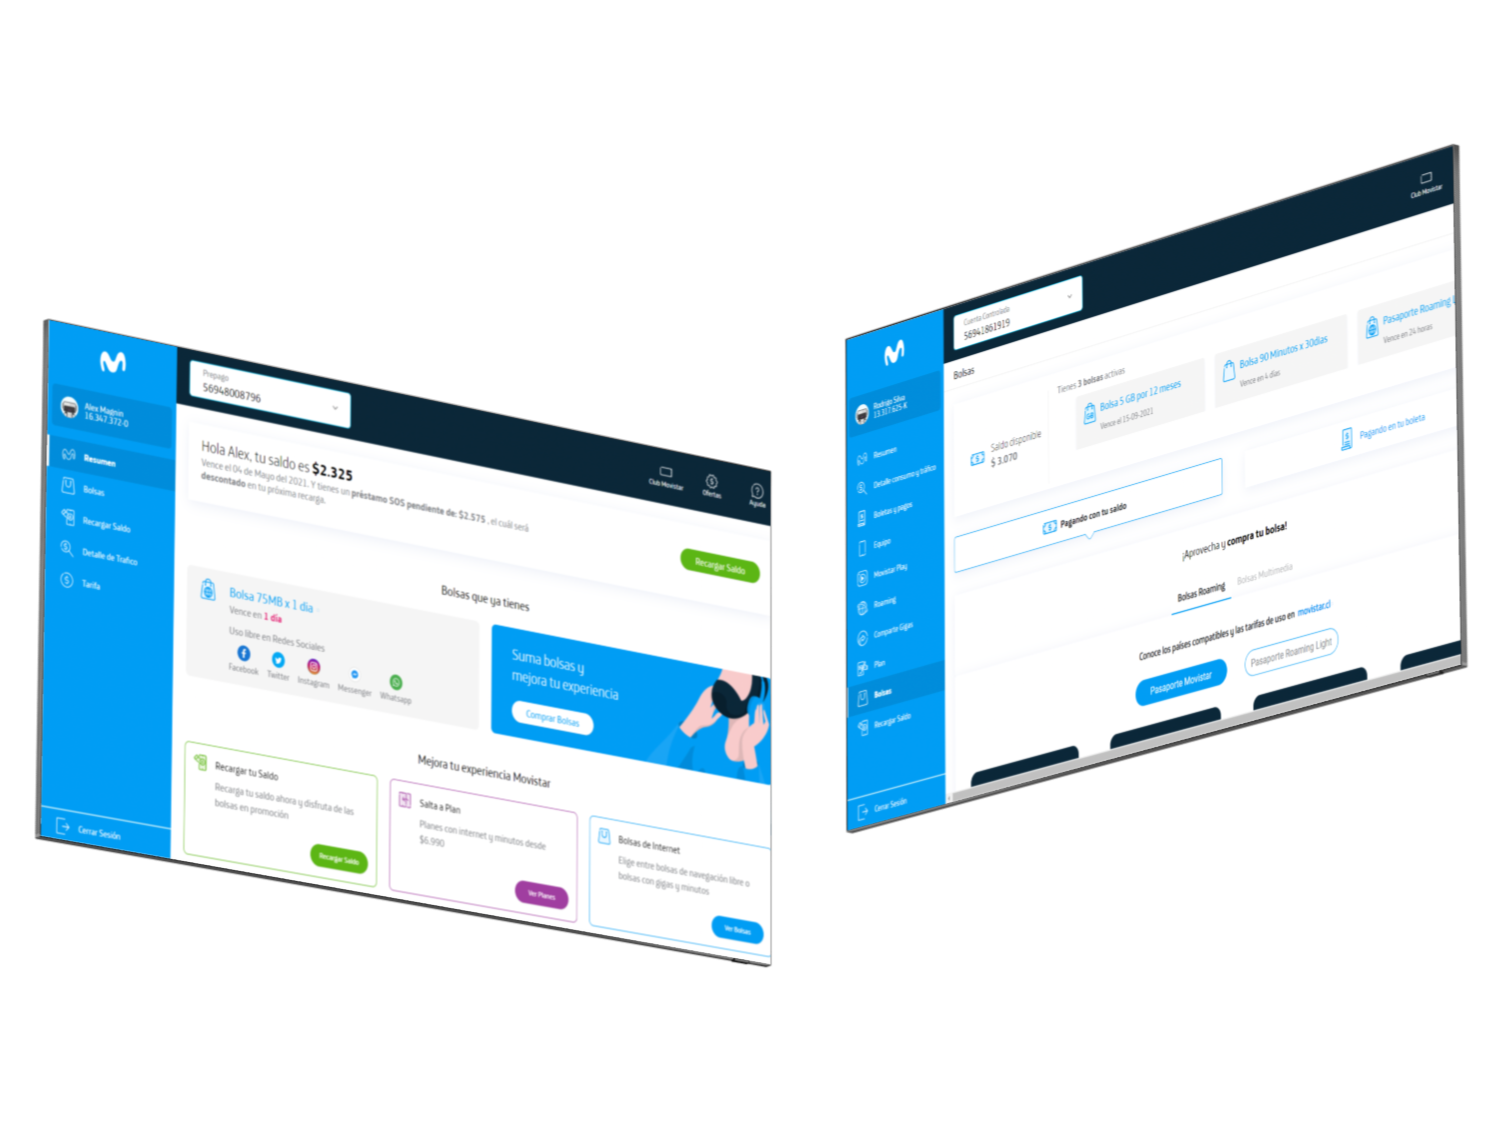 Prepago
56948008796
Alex Magnin
16.347.372-0
Resumen
Bolsas
Recargar Saldo
Detalle de Trafico
Tarifa
Cerrar Sesión
Club Movistar
Ofertas
Ayuda
Hola Alex, tu saldo es $2.325
Vence el 04 de Mayo del 2021. Y tienes un préstamo SOS pendiente de: $2.575 , el cuál será
descontado en tu próxima recarga.
Recargar Saldo
Bolsas que ya tienes
Bolsa 75MB x 1 dia
Vence en 1 dia
Uso libre en Redes Sociales
Facebook
Twitter
Instagram
Messenger
Whatsapp
Suma bolsas y
mejora tu experiencia
Comprar Bolsas
Mejora tu experiencia Movistar
Recargar tu Saldo
Recarga tu saldo ahora y disfruta de las
bolsas en promoción
Recargar Saldo
Salta a Plan
Planes con internet y minutos desde
$6.990
Ver Planes
Bolsas de Internet
Elige entre bolsas de navegación libre o
bolsas con gigas y minutos
Ver Bolsas
Club Movistar
Cuenta Controlada
56941861919
Rodrigo Silva
13.317.625-K
Resumen
Detalle consumo y tráfico
Boletas y pagos
Equipo
Movistar Play
Roaming
Comparte Gigas
Plan
Bolsas
Recargar Saldo
Cerrar Sesión
Bolsas
Tienes 3 bolsas activas
Saldo disponible
$ 3.070
GB
Bolsa 5 GB por 12 meses
Vence el 15-09-2021
Bolsa 90 Minutos x 30dias
Vence en 4 días
Pasaporte Roaming
Vence en 24 horas
Pagando con tu saldo
Pagando en tu boleta
¡Aprovecha y compra tu bolsa!
Bolsas Roaming
Bolsas Multimedia
Conoce los países compatibles y las tarifas de uso en movistar.cl
Pasaporte Movistar
Pasaporte Roaming Light